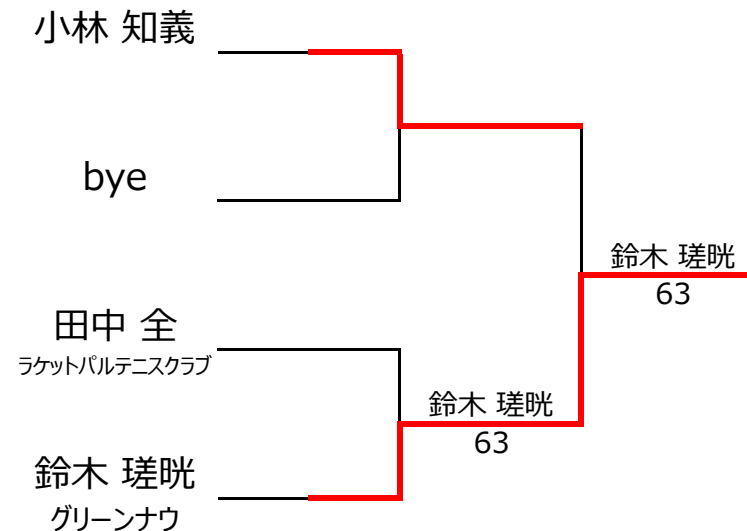 小林 知義
bye
田中 全
ラケットパルテニスクラブ
鈴木 瑳晄
グリーンナウ
鈴木 瑳晄
63
鈴木 瑳晄
63